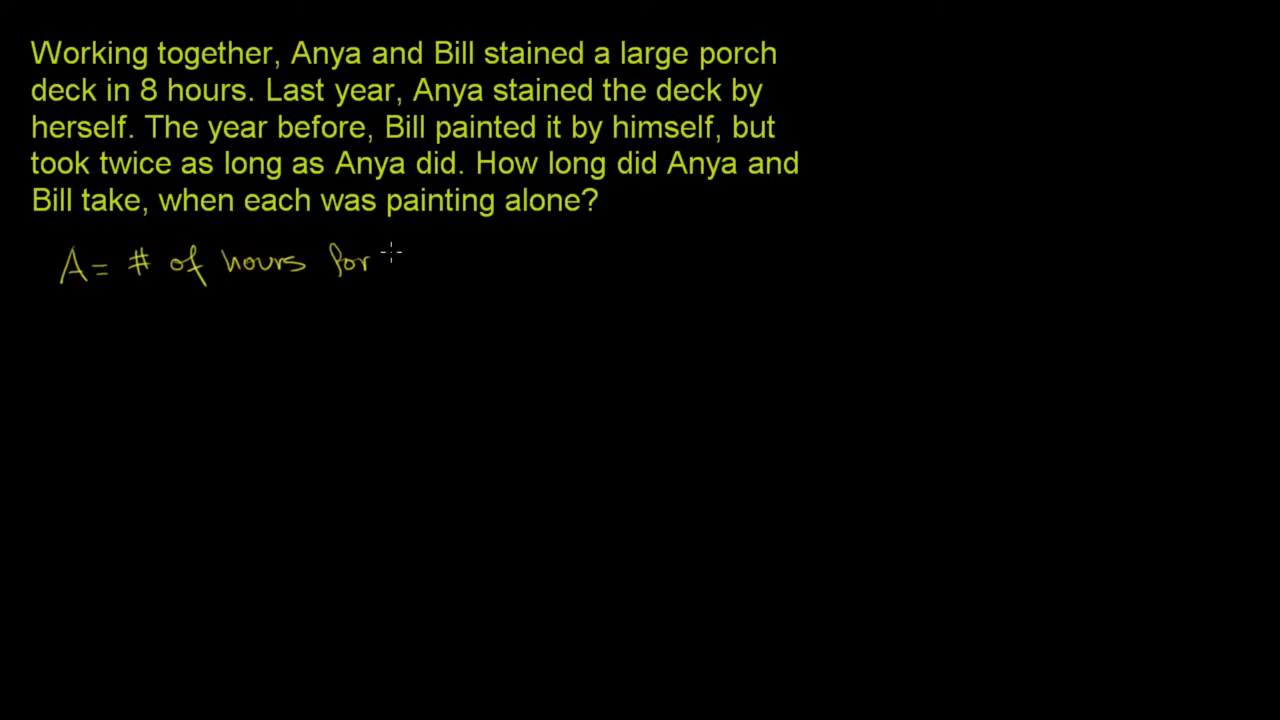 Working together, Anya and Bill stained a large porch
deck in 8 hours. Last year, Anya stained the deck by
herself. The year before, Bill painted it by himself, but
took twice as long as Anya did. How long did Anya and
Bill take, when each was painting alone?
A = # of hours for